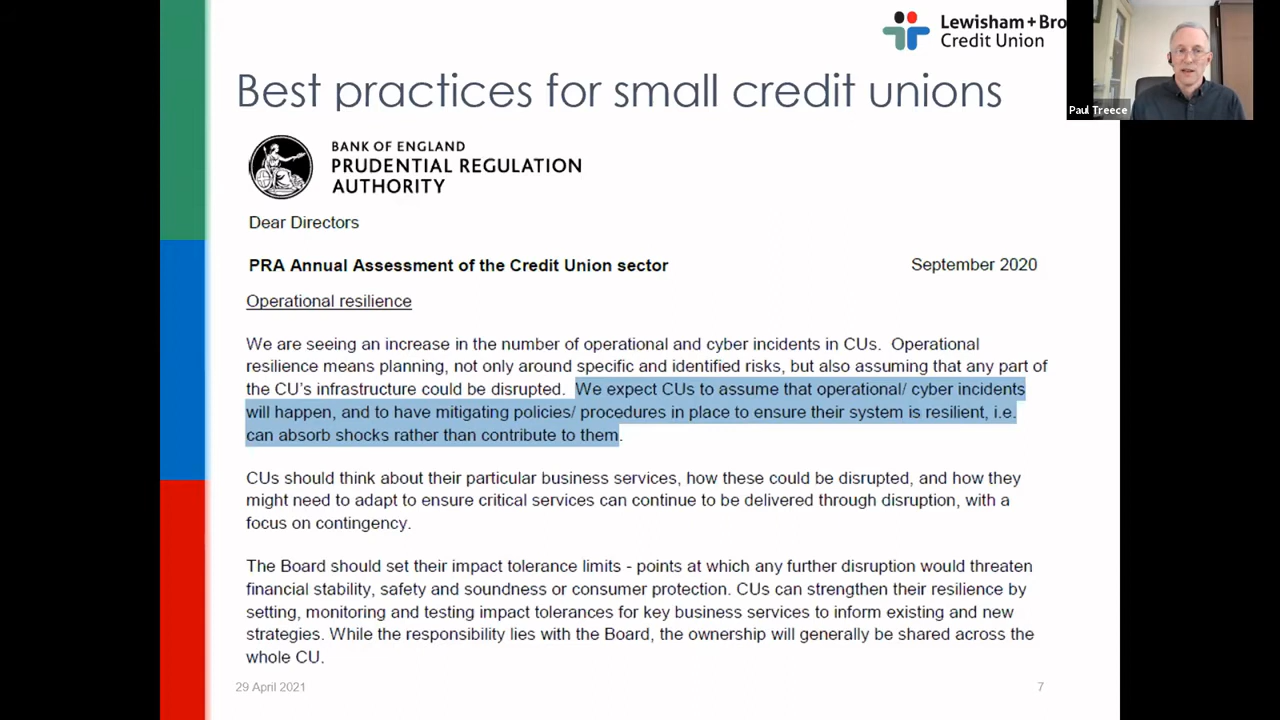 Lewisham + Bro
Credit Union
Paul Treece
Best practices for small credit unions
BANK OF ENGLAND
PRUDENTIAL REGULATION
AUTHORITY
Dear Directors
PRA Annual Assessment of the Credit Union sector September 2020
Operational resilience
We are seeing an increase in the number of operational and cyber incidents in CUs. Operational
resilience means planning, not only around specific and identified risks, but also assuming that any part of
the CU's infrastructure could be disrupted. We expect CUs to assume that operational/ cyber incidents
will happen, and to have mitigating policies/ procedures in place to ensure their system is resilient, i.e.
can absorb shocks rather than contribute to them.
CUs should think about their particular business services, how these could be disrupted, and how they
might need to adapt to ensure critical services can continue to be delivered through disruption, with a
focus on contingency.
The Board should set their impact tolerance limits - points at which any further disruption would threaten
financial stability, safety and soundness or consumer protection. CUs can strengthen their resilience by
setting, monitoring and testing impact tolerances for key business services to inform existing and new
strategies. While the responsibility lies with the Board, the ownership will generally be shared across the
whole CU.
29 April 2021 7